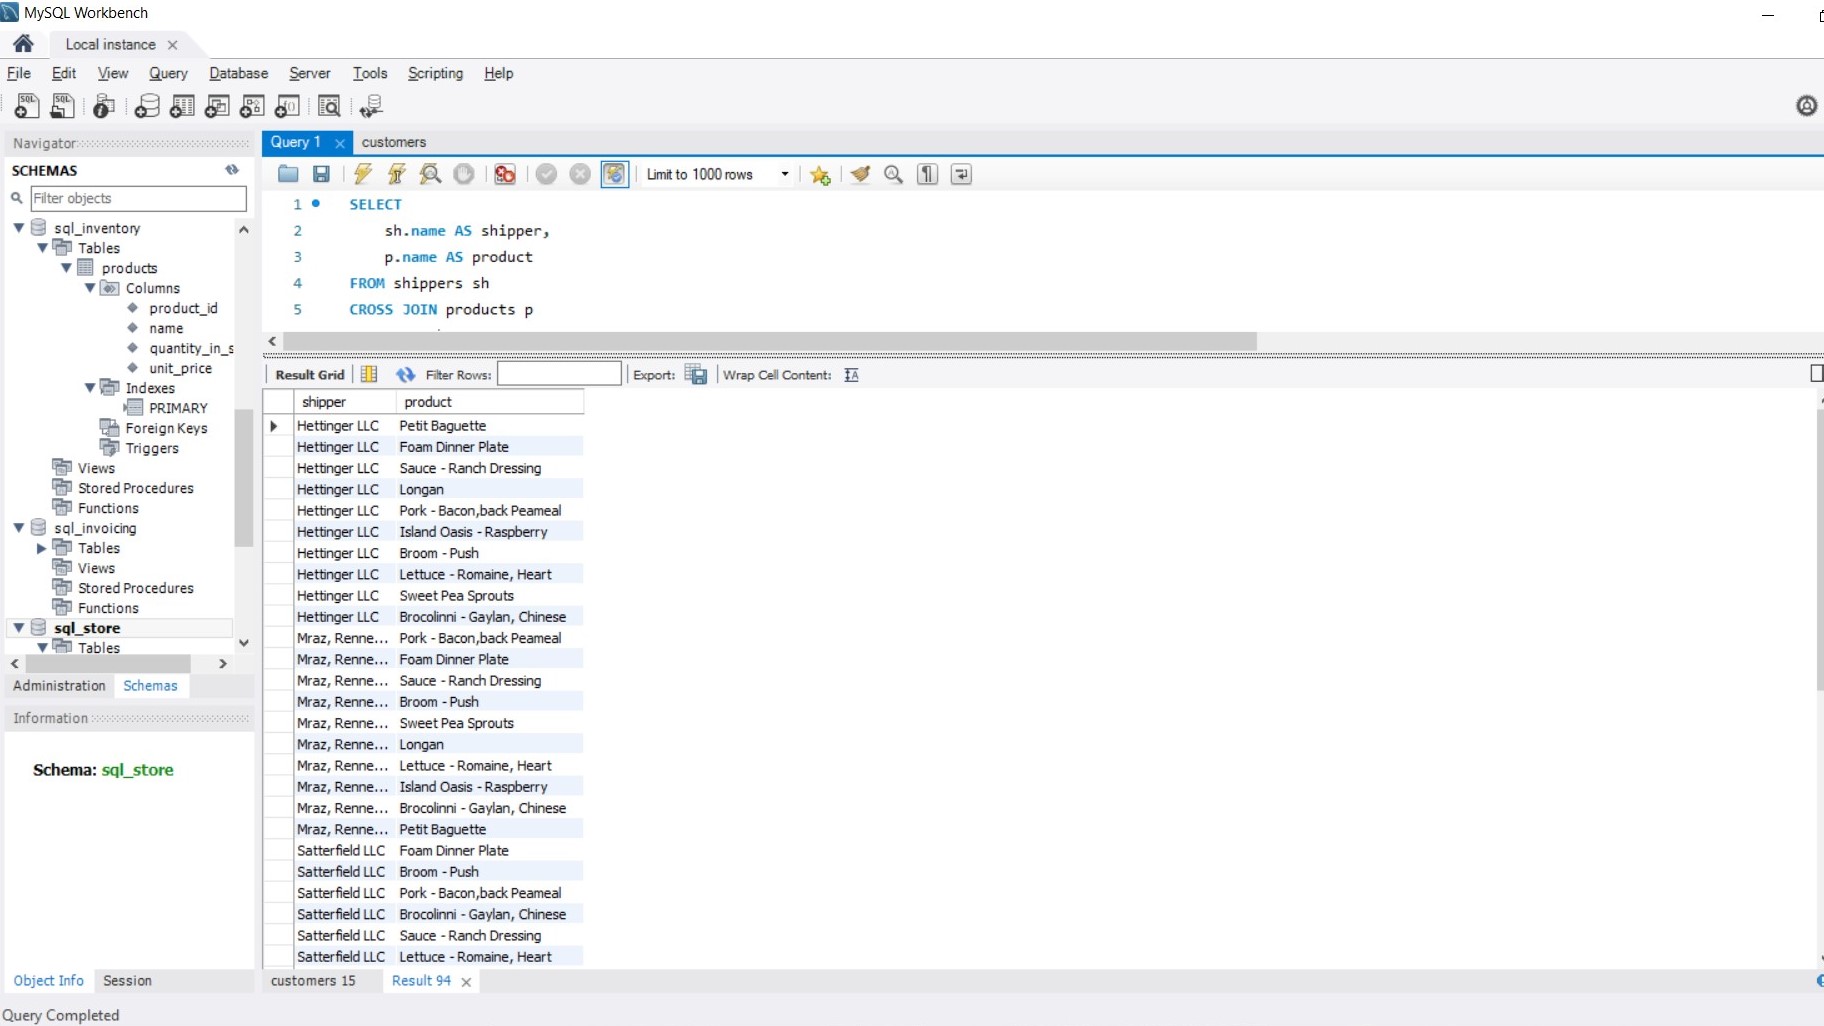 MySQL Workbench
Local instance
File Edit View Query Database Server Tools Scripting Help
Navigator
SCHEMAS
Filter objects
sql_inventory
Tables
products
Columns
product_id
name
quantity_in_s
unit_price
Indexes
PRIMARY
Foreign Keys
Triggers
Views
Stored Procedures
Functions
sql_invoicing
Tables
Views
Stored Procedures
Functions
sql_store
Tables
Administration Schemas
Information
Schema: sql_store
Object Info Session
Query 1 customers
Limit to 1000 rows
1 SELECT
2 sh.name AS shipper,
3 p.name AS product
4 FROM shippers sh
5 CROSS JOIN products p
Result Grid Filter Rows: Export: Wrap Cell Content:
shipper product
Hettinger LLC Petit Baguette
Hettinger LLC Foam Dinner Plate
Hettinger LLC Sauce - Ranch Dressing
Hettinger LLC Longan
Hettinger LLC Pork - Bacon,back Peameal
Hettinger LLC Island Oasis - Raspberry
Hettinger LLC Broom - Push
Hettinger LLC Lettuce - Romaine, Heart
Hettinger LLC Sweet Pea Sprouts
Hettinger LLC Brocolinni - Gaylan, Chinese
Mraz, Renne... Pork - Bacon,back Peameal
Mraz, Renne... Foam Dinner Plate
Mraz, Renne... Sauce - Ranch Dressing
Mraz, Renne... Broom - Push
Mraz, Renne... Sweet Pea Sprouts
Mraz, Renne... Longan
Mraz, Renne... Lettuce - Romaine, Heart
Mraz, Renne... Island Oasis - Raspberry
Mraz, Renne... Brocolinni - Gaylan, Chinese
Mraz, Renne... Petit Baguette
Satterfield LLC Foam Dinner Plate
Satterfield LLC Broom - Push
Satterfield LLC Pork - Bacon,back Peameal
Satterfield LLC Brocolinni - Gaylan, Chinese
Satterfield LLC Sauce - Ranch Dressing
Satterfield LLC Lettuce - Romaine, Heart
customers 15 Result 94
Query Completed